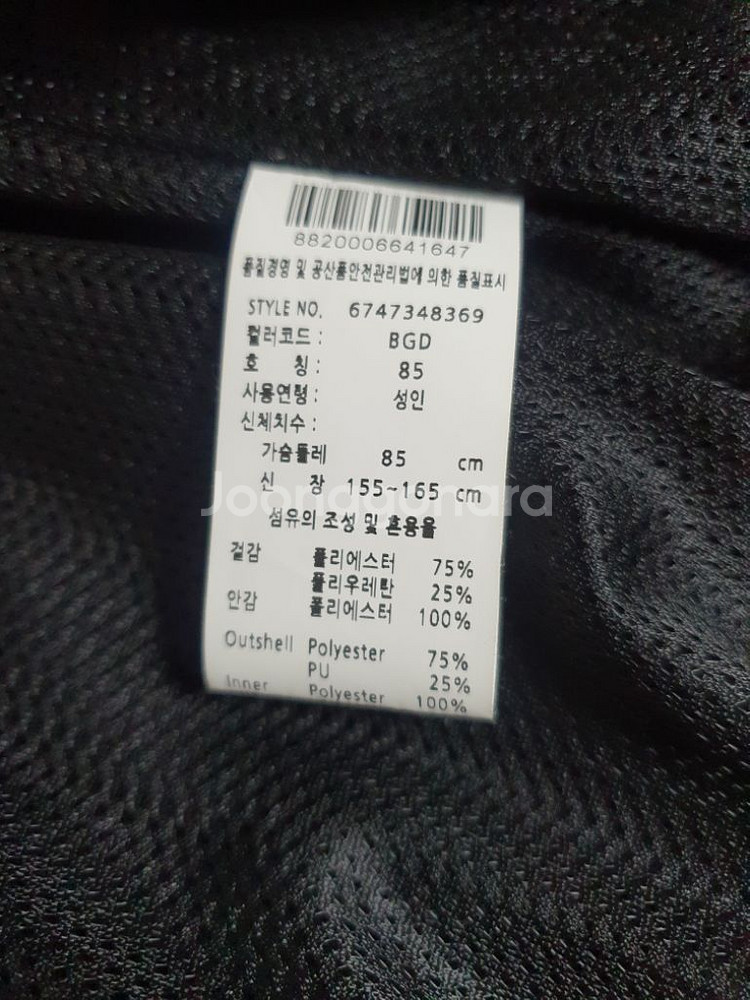 8820006641647
품질경영 및 공산품안전관리법에 의한 품질표시
STYLE NO. 6747348369
컬러코드 : BGD
호 칭 : 85
사용연령 : 성인
신체치수 :
가슴둘레 85 cm
신 장 155~165 cm
Joonggonara
섬유의 조성 및 혼용율
겉감 폴리에스터 75%
폴리우레탄 25%
안감 폴리에스터 100%
Outshell Polyester 75%
PU 25%
Inner Polyester 100%